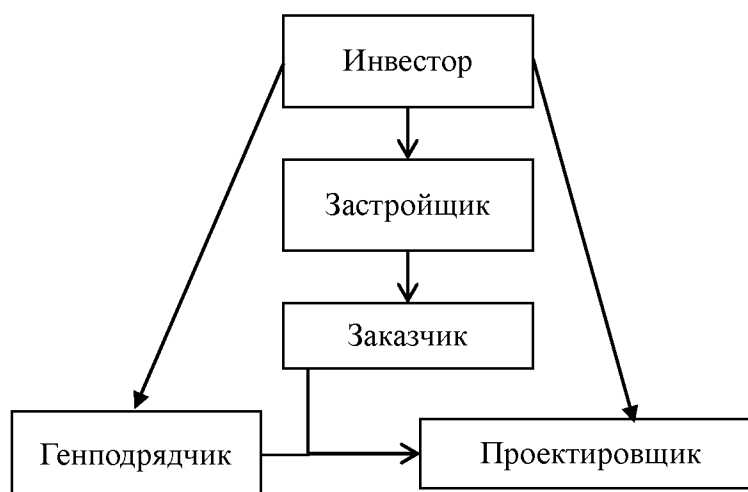 Инвестор
Застройщик
Заказчик
Генподрядчик
Проектировщик